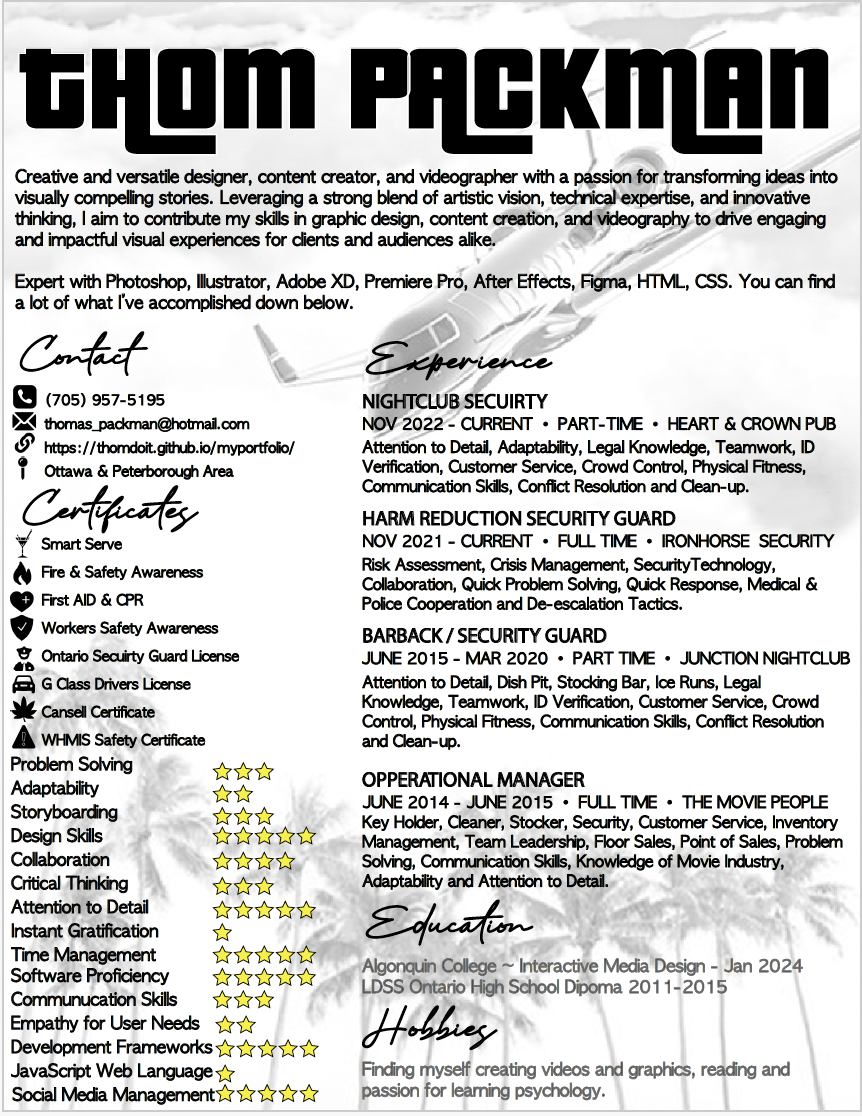 THOM PACKMAN
Creative and versatile designer, content creator, and videographer with a passion for transforming ideas into
visually compelling stories. Leveraging a strong blend of artistic vision, technical expertise, and innovative
thinking, I aim to contribute my skills in graphic design, content creation, and videography to drive engaging
and impactful visual experiences for clients and audiences alike.
Expert with Photoshop, Illustrator, Adobe XD, Premiere Pro, After Effects, Figma, HTML, CSS. You can find
a lot of what I've accomplished down below.
Contact
(705) 957-5195
thomas_packman@hotmail.com
https://thomdoit.github.io/myportfolio/
Ottawa & Peterborough Area
Certificates
Smart Serve
Fire & Safety Awareness
First AID & CPR
Workers Safety Awareness
Ontario Secuirty Guard License
G Class Drivers License
Cansell Certificate
WHMIS Safety Certificate
Problem Solving
Adaptability
Storyboarding
Design Skills
Collaboration
Critical Thinking
Attention to Detail
Instant Gratification
Time Management
Software Proficiency
Communucation Skills
Empathy for User Needs
Development Frameworks
JavaScript Web Language
Social Media Management
Experience
NIGHTCLUB SECUIRTY
NOV 2022 - CURRENT • PART-TIME • HEART & CROWN PUB
Attention to Detail, Adaptability, Legal Knowledge, Teamwork, ID
Verification, Customer Service, Crowd Control, Physical Fitness,
Communication Skills, Conflict Resolution and Clean-up.
HARM REDUCTION SECURITY GUARD
NOV 2021 - CURRENT • FULL TIME • IRONHORSE SECURITY
Risk Assessment, Crisis Management, SecurityTechnology,
Collaboration, Quick Problem Solving, Quick Response, Medical &
Police Cooperation and De-escalation Tactics.
BARBACK / SECURITY GUARD
JUNE 2015 - MAR 2020 • PART TIME • JUNCTION NIGHTCLUB
Attention to Detail, Dish Pit, Stocking Bar, Ice Runs, Legal
Knowledge, Teamwork, ID Verification, Customer Service, Crowd
Control, Physical Fitness, Communication Skills, Conflict Resolution
and Clean-up.
OPPERATIONAL MANAGER
JUNE 2014 - JUNE 2015 • FULL TIME • THE MOVIE PEOPLE
Key Holder, Cleaner, Stocker, Security, Customer Service, Inventory
Management, Team Leadership, Floor Sales, Point of Sales, Problem
Solving, Communication Skills, Knowledge of Movie Industry,
Adaptability and Attention to Detail.
Education
Algonquin College ~ Interactive Media Design - Jan 2024
LDSS Ontario High School Dipoma 2011-2015
Hobbies
Finding myself creating videos and graphics, reading and
passion for learning psychology.